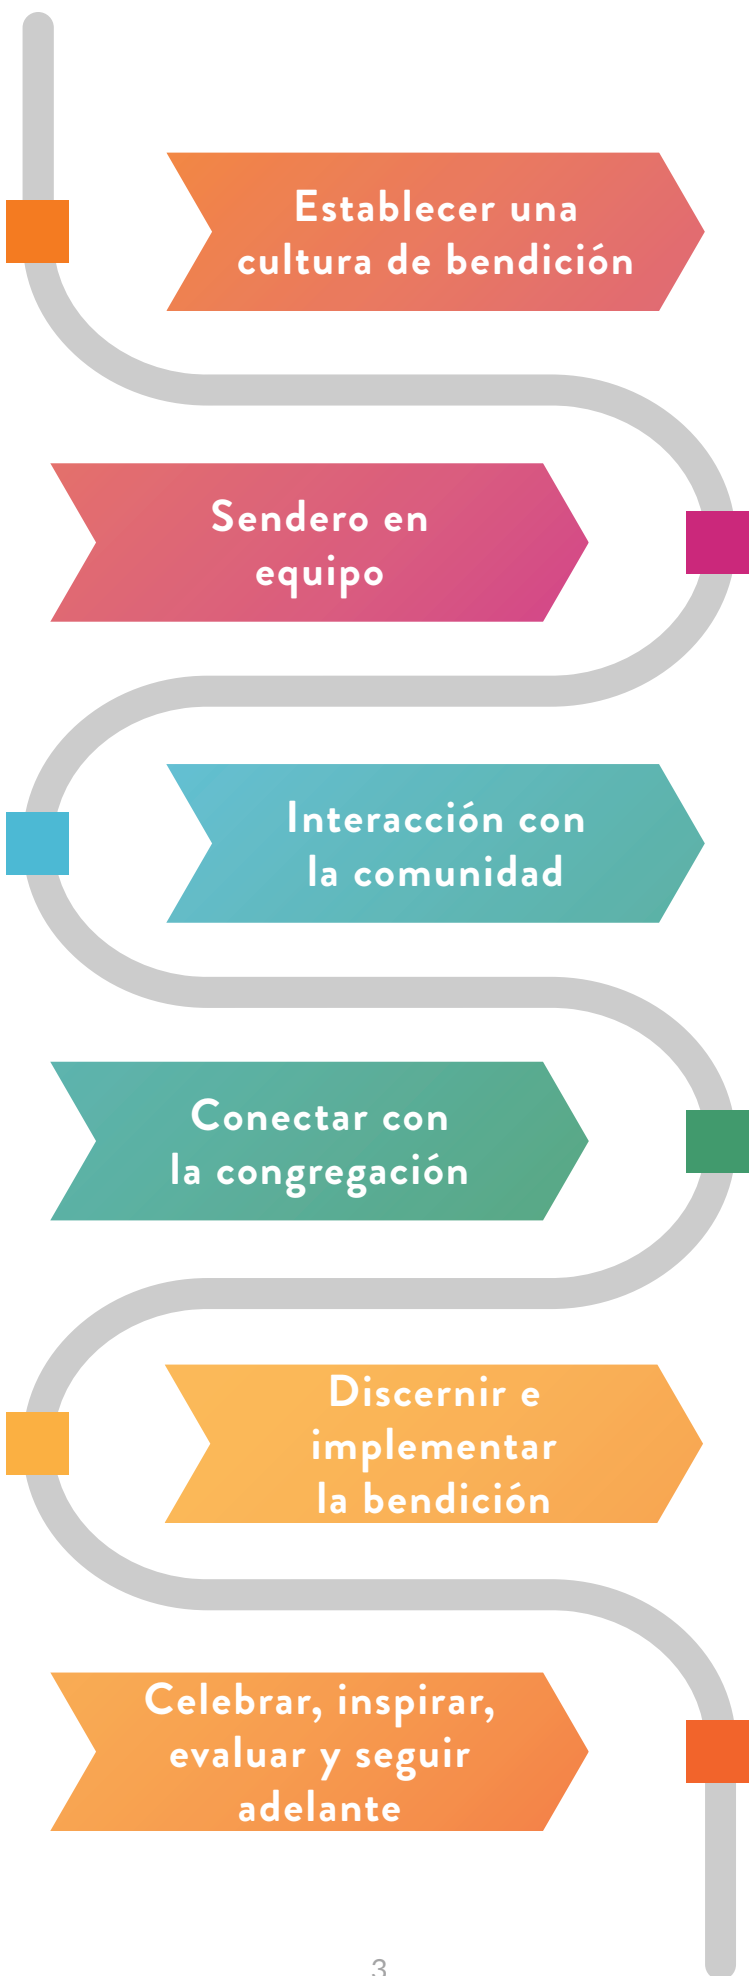 Establecer una
cultura de bendición
Sendero en
equipo
Interacción con
la comunidad
Conectar con
la congregación
Discernir e
implementar
la bendición
Celebrar, inspirar,
evaluar y seguir
adelante
3